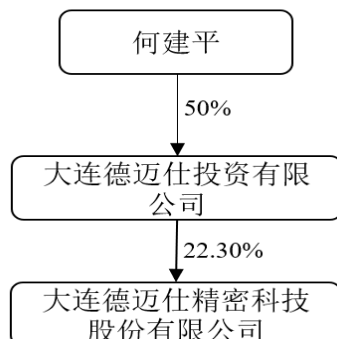 何建平
50%
大连德迈仕投资有限
公司
22.30%
大连德迈仕精密科技
股份有限公司